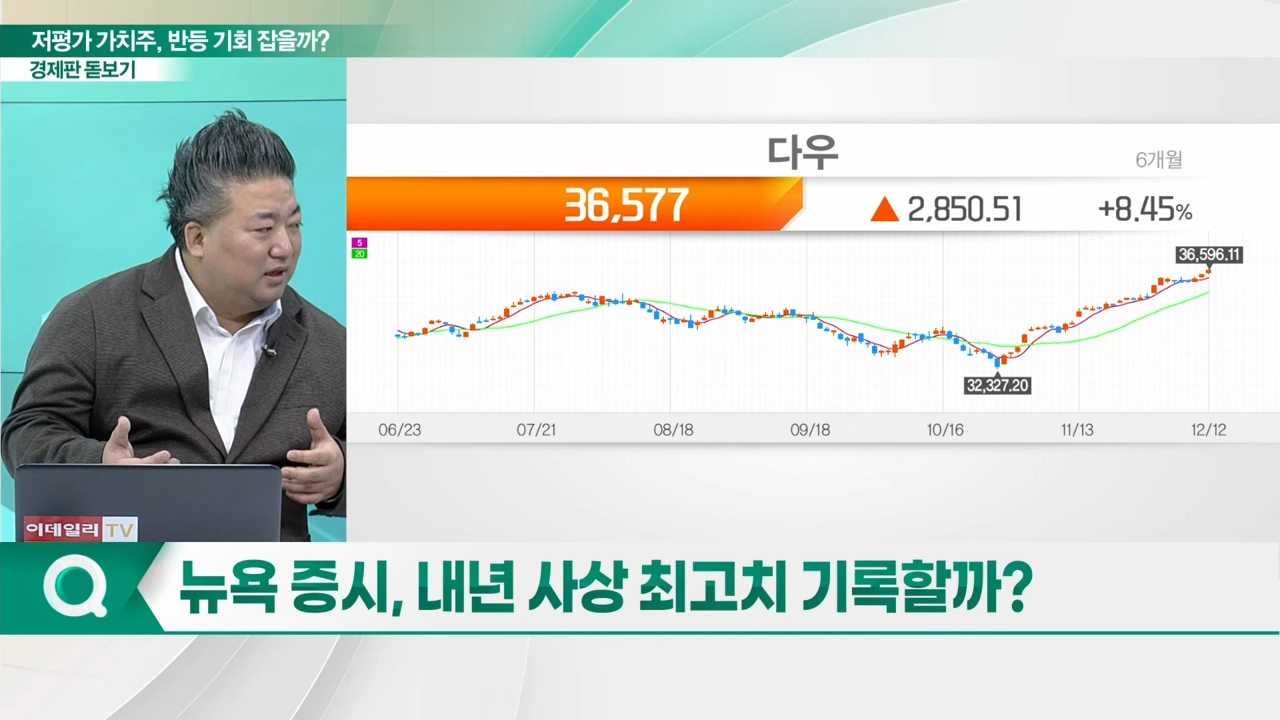 저평가 가치주, 반등 기회 잡을까?
경제판 돋보기
다우
6개월
36,577 ▲ 2,850.51 +8.45%
5
20
36,596.11
32,327.20
06/23 07/21 08/18 09/18 10/16 11/13 12/12
이데일리 TV
뉴욕 증시, 내년 사상 최고치 기록할까?